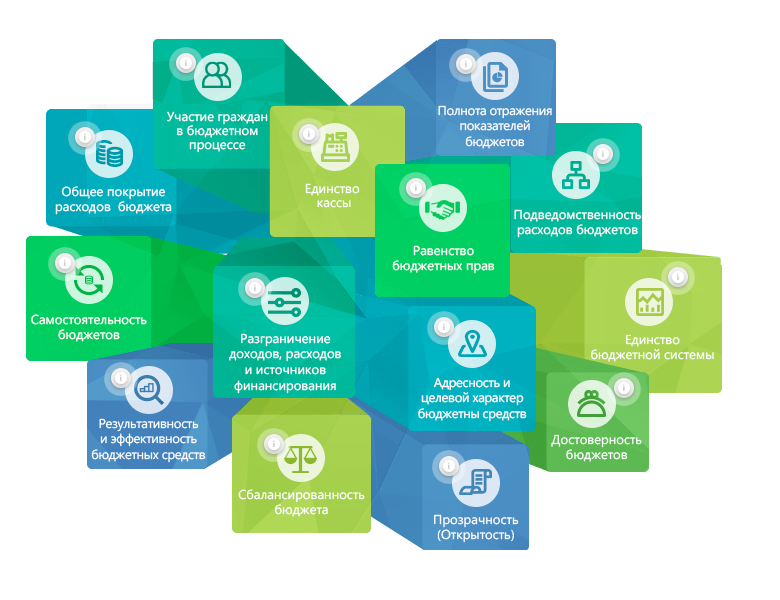 Участие граждан
в бюджетном
процессе
Полнота отражения
показателей
бюджетов
Общее покрытие
расходов бюджета
Единство
кассы
Подведомственность
расходов бюджетов
Равенство
бюджетных прав
Самостоятельность
бюджетов
Разграничение
доходов, расходов
и источников
финансирования
Единство
бюджетной системы
Адресность и
целевой характер
бюджетны средств
Результативность
и эффективность
бюджетных средств
Достоверность
бюджетов
Сбалансированность
бюджета
Прозрачность
(Открытость)